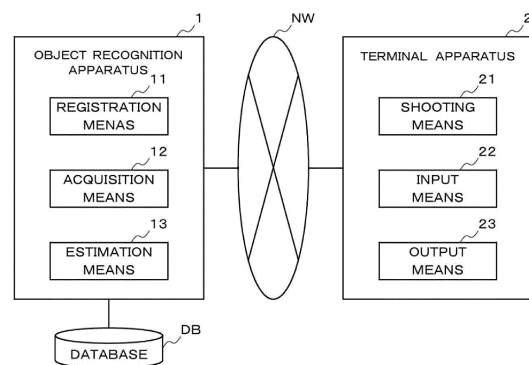 1
NW
2
OBJECT RECOGNITION
APPARATUS
11
REGISTRATION
MENAS
12
ACQUISITION
MEANS
13
ESTIMATION
MEANS
DB
DATABASE
TERMINAL APPARATUS
21
SHOOTING
MEANS
22
INPUT
MEANS
23
OUTPUT
MEANS